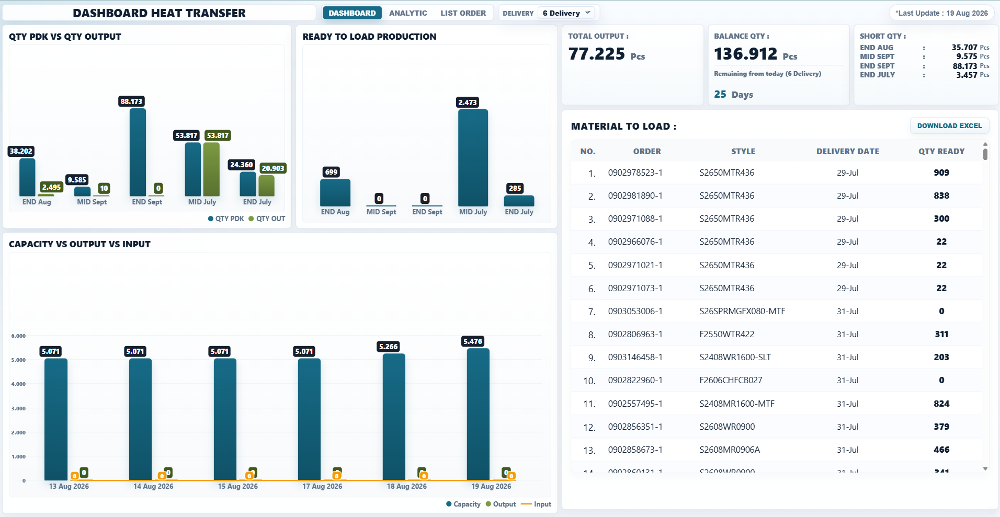 DASHBOARD HEAT TRANSFER
DASHBOARD ANALYTIC LIST ORDER DELIVERY 6 Delivery
*Last Update : 19 Aug 2026
QTY PDK VS QTY OUTPUT
38.202 2.495 9.585 10 88.173 0 53.817 53.817 24.360 20.903
END Aug MID Sept END Sept MID July END July
QTY PDK QTY OUT
READY TO LOAD PRODUCTION
699 0 0 2.473 285
END Aug MID Sept END Sept MID July END July
TOTAL OUTPUT :
77.225 Pcs
BALANCE QTY :
136.912 Pcs
Remaining from today (6 Delivery)
25 Days
SHORT QTY :
END AUG : 35.707 Pcs
MID SEPT : 9.575 Pcs
END SEPT : 88.173 Pcs
END JULY : 3.457 Pcs
CAPACITY VS OUTPUT VS INPUT
6.000
5.000
4.000
3.000
2.000
1.000
0
5.071 5.071 5.071 5.071 5.266 5.476
0 0 0 0 0 0 0 0 0
13 Aug 2026 14 Aug 2026 15 Aug 2026 17 Aug 2026 18 Aug 2026 19 Aug 2026
Capacity Output Input
MATERIAL TO LOAD :
DOWNLOAD EXCEL
NO. ORDER STYLE DELIVERY DATE QTY READY
1. 0902978523-1 S2650MTR436 29-Jul 909
2. 0902981890-1 S2650MTR436 29-Jul 838
3. 0902971088-1 S2650MTR436 29-Jul 300
4. 0902966076-1 S2650MTR436 29-Jul 22
5. 0902971021-1 S2650MTR436 29-Jul 22
6. 0902971073-1 S2650MTR436 29-Jul 22
7. 0903053006-1 S26SPRMGFX080-MTF 31-Jul 0
8. 0902806963-1 F2550WTR422 31-Jul 311
9. 0903146458-1 S2408WR1600-SLT 31-Jul 203
10. 0902822960-1 F2606CHFCB027 31-Jul 0
11. 0902557495-1 S2408MR1600-MTF 31-Jul 824
12. 0902856351-1 S2608WR0900 31-Jul 379
13. 0902858673-1 S2608MR0906A 31-Jul 466
14. 0902860131-1 S2608WR0900 31-Jul 341